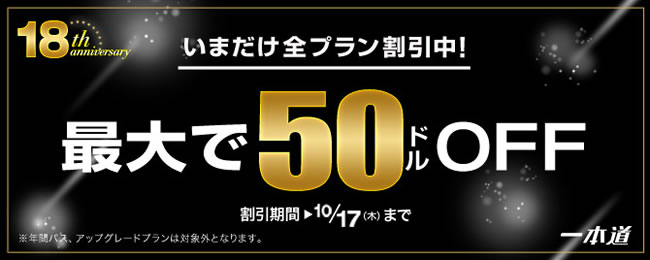 18th
anniversary
いまだけ全プラン割引中!
最大で50ドルOFF
割引期間▶10/17(木)まで
※年間パス、アップグレードプランは対象外となります。
一本道